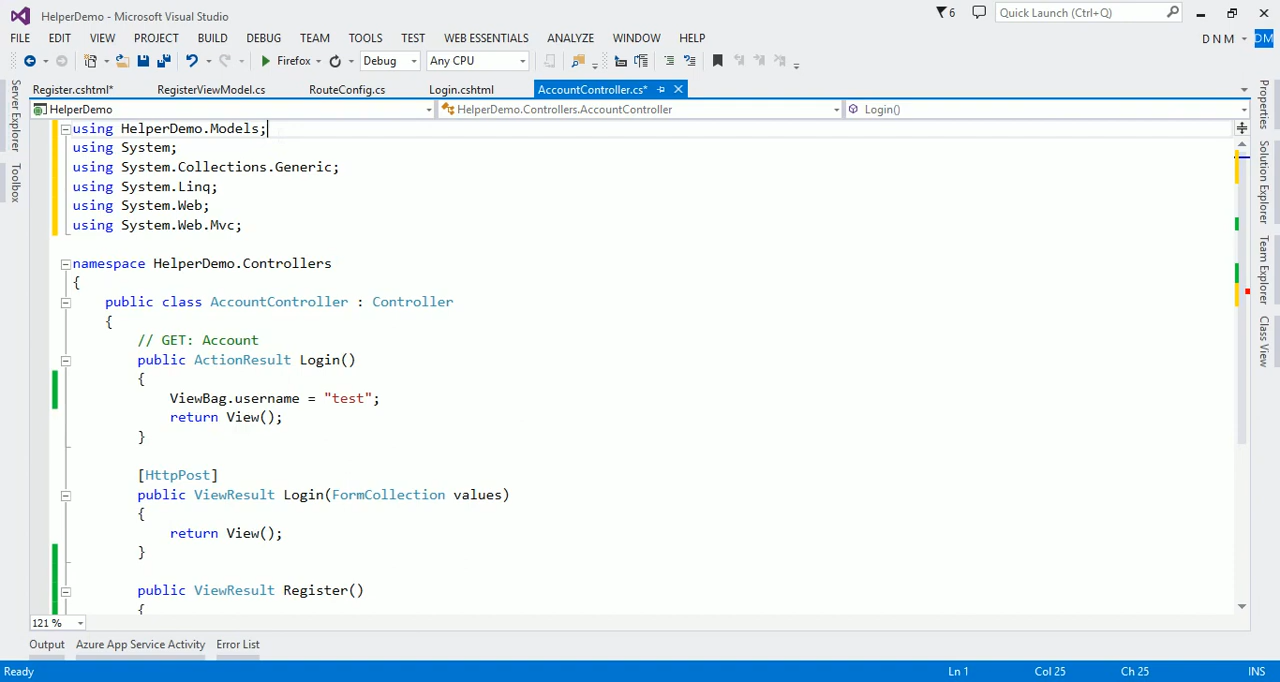 HelperDemo - Microsoft Visual Studio
6
Quick Launch (Ctrl+Q)
FILE EDIT VIEW PROJECT BUILD DEBUG TEAM TOOLS TEST WEB ESSENTIALS ANALYZE WINDOW HELP
D N M DM
Firefox Debug Any CPU
Register.cshtml* RegisterViewModel.cs RouteConfig.cs Login.cshtml AccountController.cs*
HelperDemo HelperDemo.Controllers.AccountController Login()
Server Explorer
Toolbox
using HelperDemo.Models;
using System;
using System.Collections.Generic;
using System.Linq;
using System.Web;
using System.Web.Mvc;
namespace HelperDemo.Controllers
{
public class AccountController : Controller
{
// GET: Account
public ActionResult Login()
{
ViewBag.username = "test";
return View();
}
[HttpPost]
public ViewResult Login(FormCollection values)
{
return View();
}
public ViewResult Register()
{
Properties
Solution Explorer
Team Explorer
Class View
121 %
Output Azure App Service Activity Error List
Ready Ln 1 Col 25 Ch 25 INS